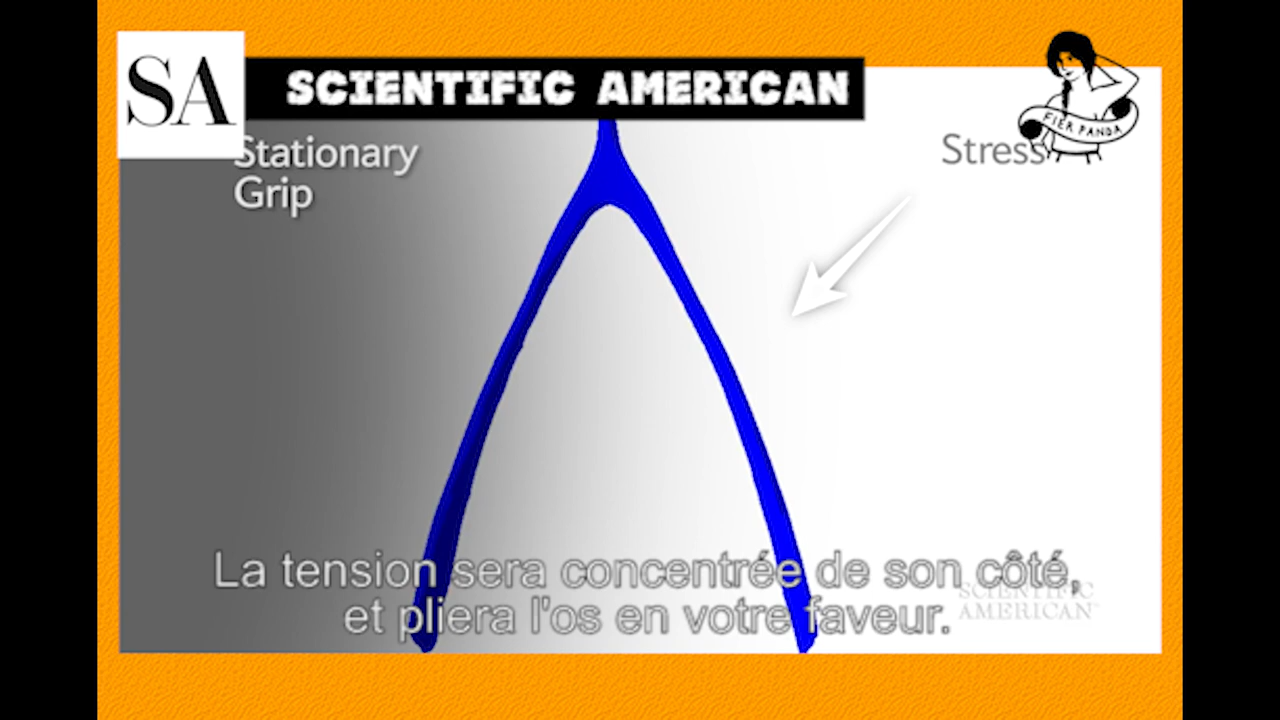 SA
SCIENTIFIC AMERICAN
FIER PANDA
Stationary
Grip
Stress
La tension sera concentrée de son côté,
et pliera l'os en votre faveur.
SCIENTIFIC
AMERICAN™